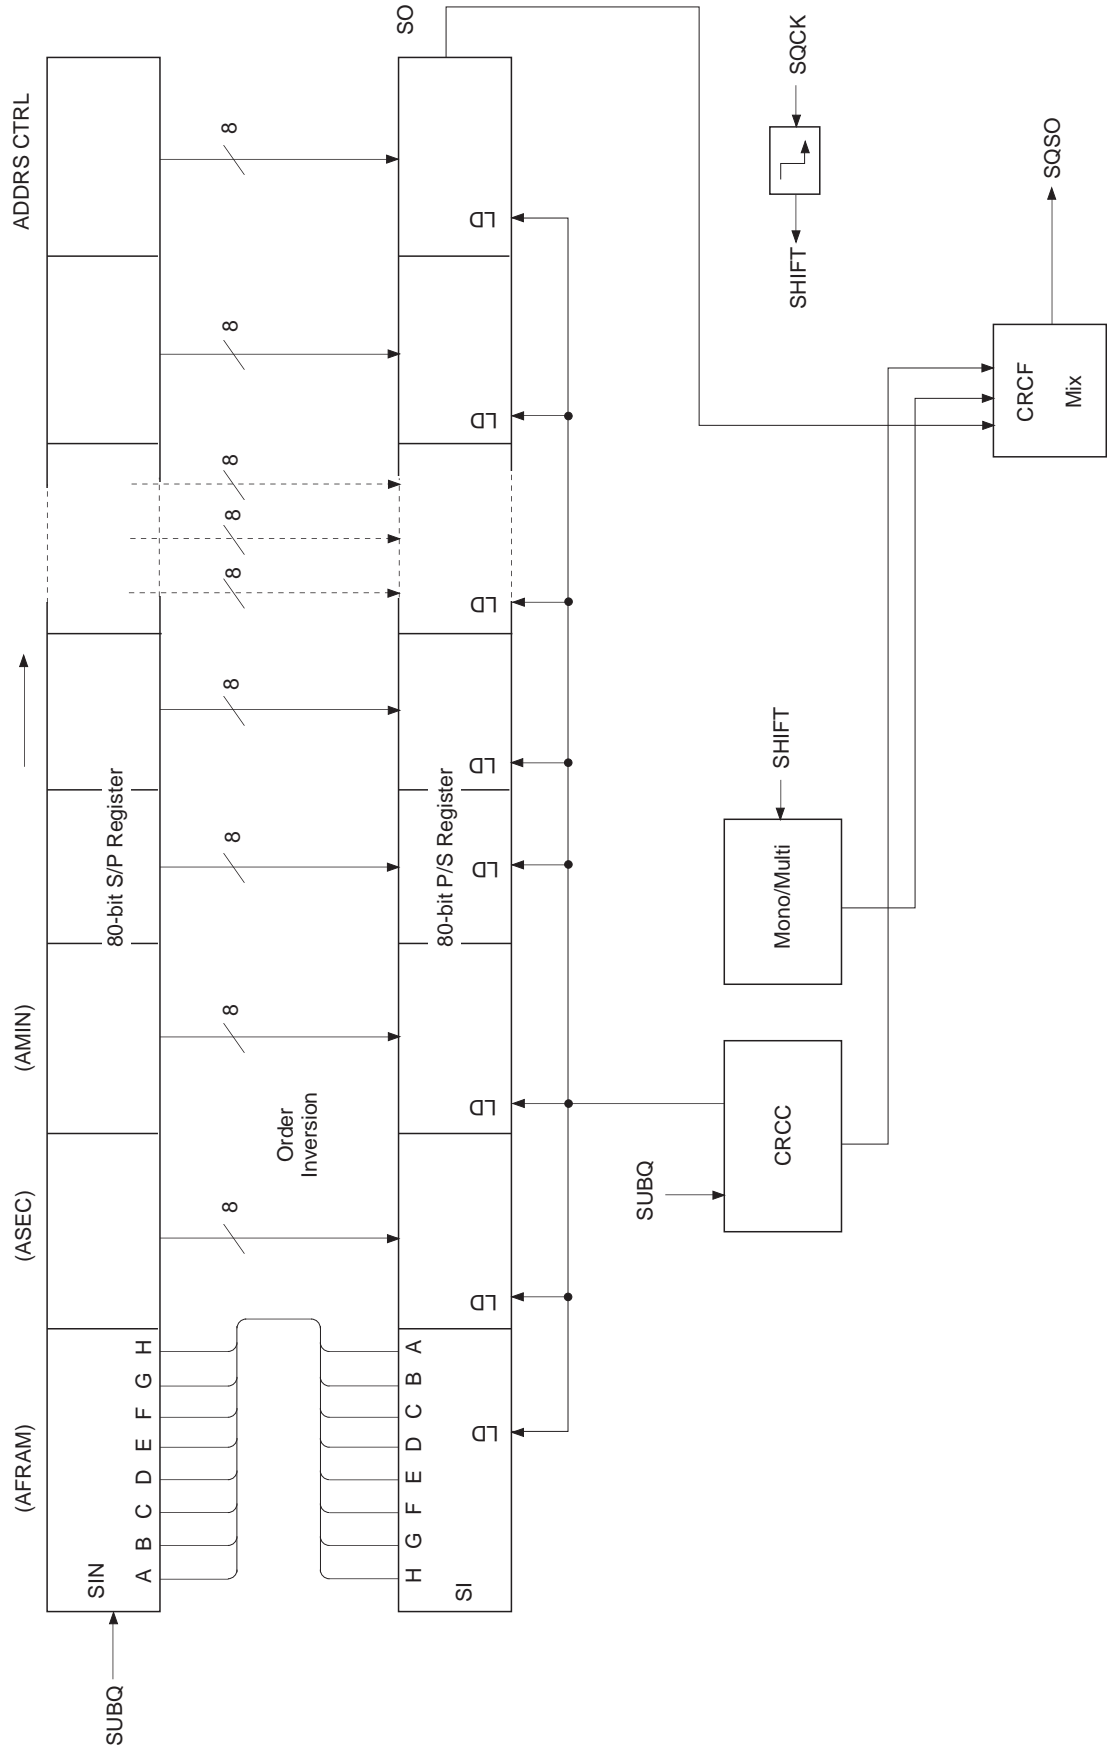 (AFRAM)
(ASEC)
(AMIN)
ADDRS CTRL
SUBQ
SIN
80-bit S/P Register
A B C D E F G H
8
8
8
8
8
8
8
8
8
Order
Inversion
H G F E D C B A
SI
80-bit P/S Register
SO
LD
LD
LD
LD
LD
LD
LD
LD
SUBQ
CRCC
Mono/Multi
SHIFT
SHIFT
SQCK
CRCF
Mix
SQSO